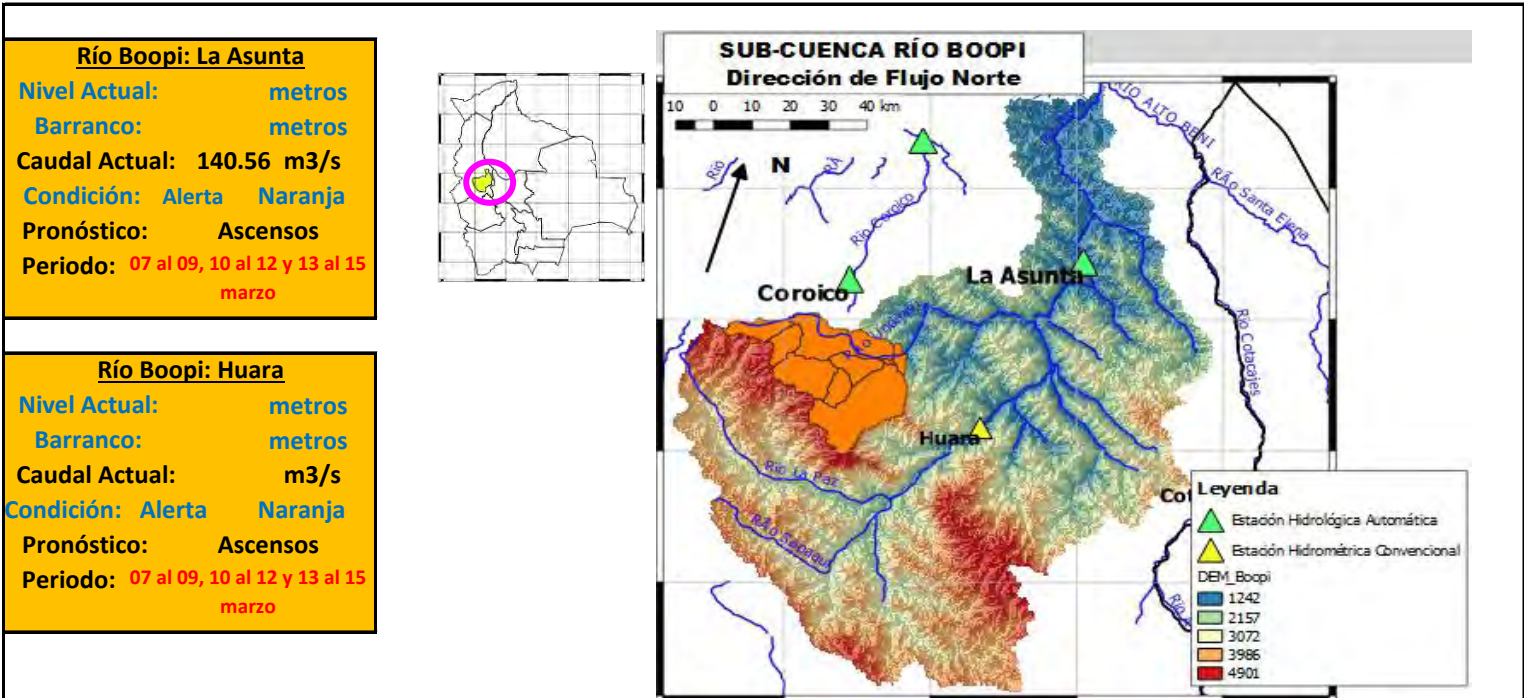 Río Boopi: La Asunta
Nivel Actual: metros
Barranco: metros
Caudal Actual: 140.56 m3/s
Condición: Alerta Naranja
Pronóstico: Ascensos
Periodo: 07 al 09, 10 al 12 y 13 al 15
marzo
Río Boopi: Huara
Nivel Actual: metros
Barranco: metros
Caudal Actual: m3/s
Condición: Alerta Naranja
Pronóstico: Ascensos
Periodo: 07 al 09, 10 al 12 y 13 al 15
marzo
SUB-CUENCA RÍO BOOPI
Dirección de Flujo Norte
10 0 10 20 30 40 km
N
Río
RÃ
Río Coroico
RIO ALTO BENI
RÃo Santa Elena
Río Cotacajes
Coroico
La Asunta
Huara
Río La Paz
RÃo Sapaqui
Cot
Leyenda
Estación Hidrológica Automática
Estación Hidrométrica Convencional
DEM_Boopi
1242
2157
3072
3986
4901